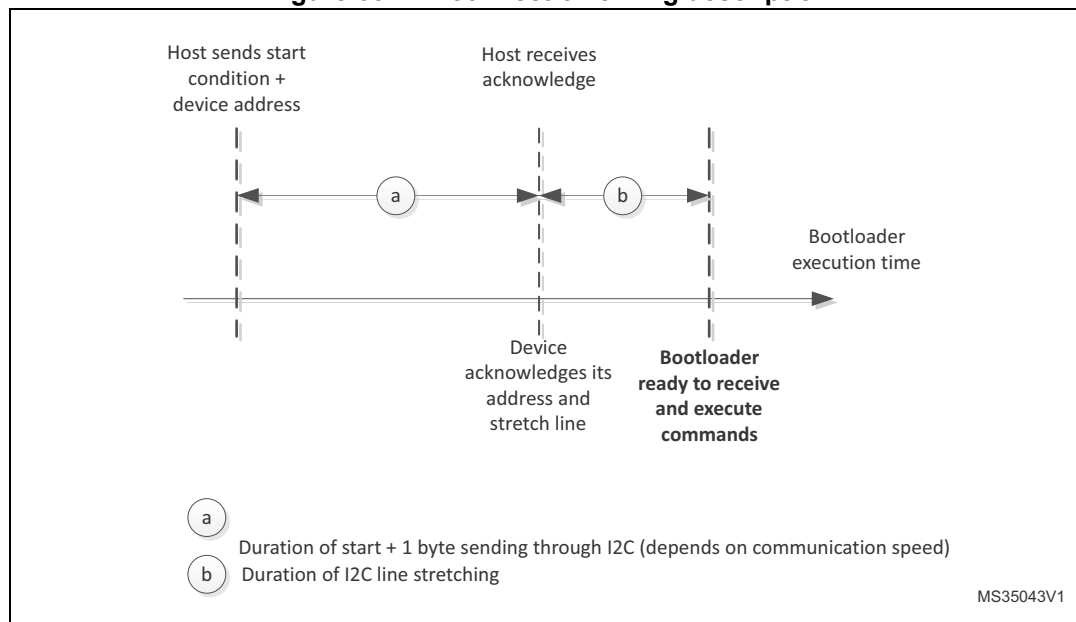 Host sends start
condition +
device address
Host receives
acknowledge
a
b
Bootloader
execution time
Device
acknowledges its
address and
stretch line
Bootloader
ready to receive
and execute
commands
a
Duration of start + 1 byte sending through I2C (depends on communication speed)
b Duration of I2C line stretching
MS35043V1